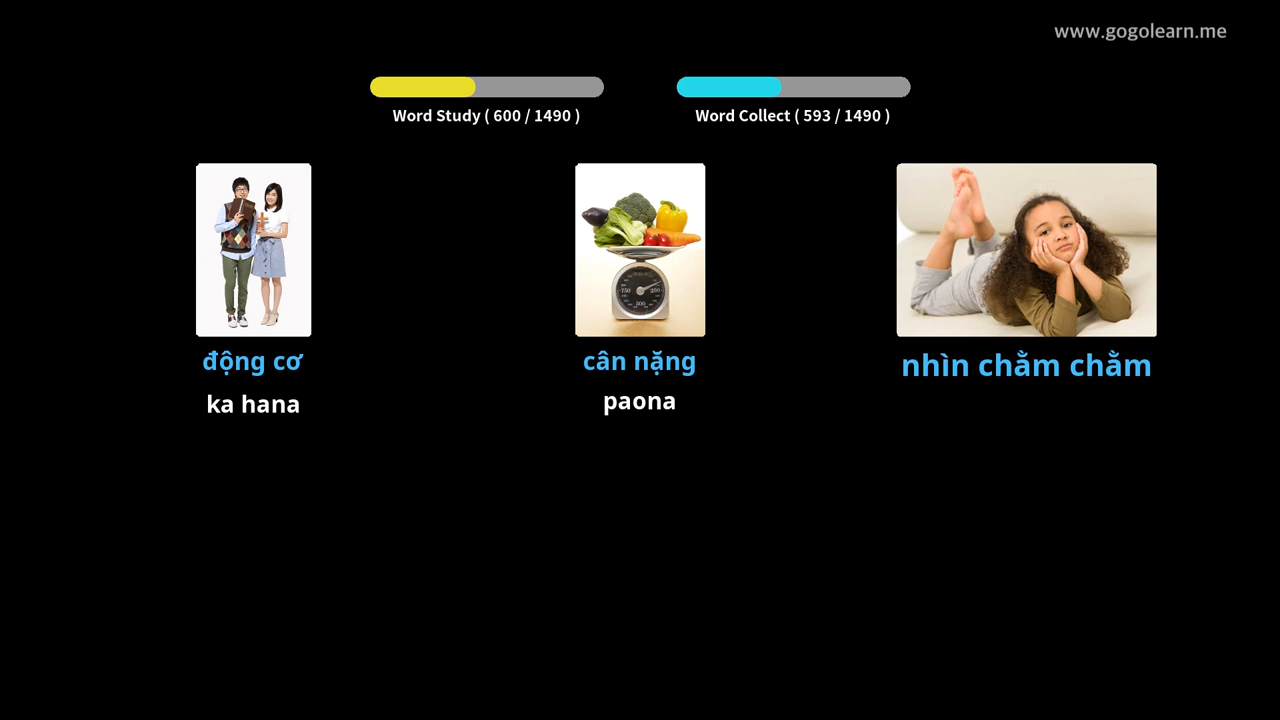 www.gogolearn.me
Word Study ( 600 / 1490 )
Word Collect ( 593 / 1490 )
động cơ
ka hana
cân nặng
paona
nhìn chằm chằm